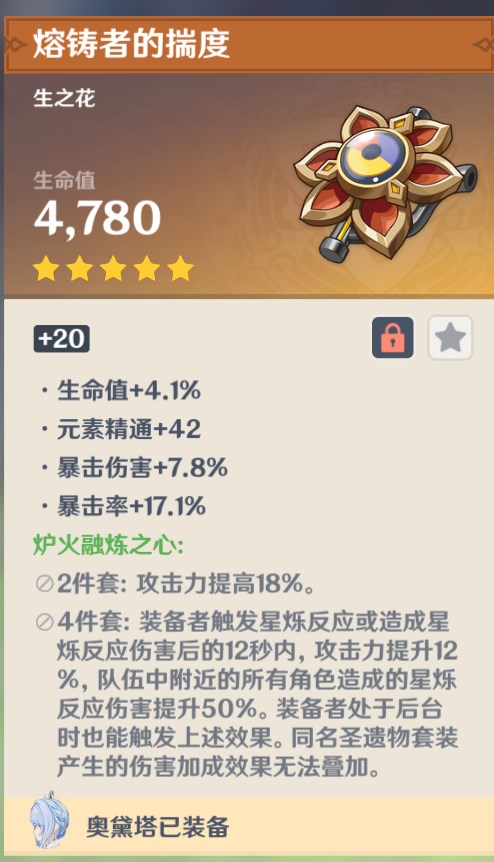 熔铸者的揣度
生之花
生命值
4,780
+20
·生命值+4.1%
·元素精通+42
·暴击伤害+7.8%
·暴击率+17.1%
炉火融炼之心:
2件套: 攻击力提高18%。
4件套: 装备者触发星烁反应或造成星
烁反应伤害后的12秒内, 攻击力提升12
%, 队伍中附近的所有角色造成的星烁
反应伤害提升50%。装备者处于后台
时也能触发上述效果。同名圣遗物套装
产生的伤害加成效果无法叠加。
奥黛塔已装备